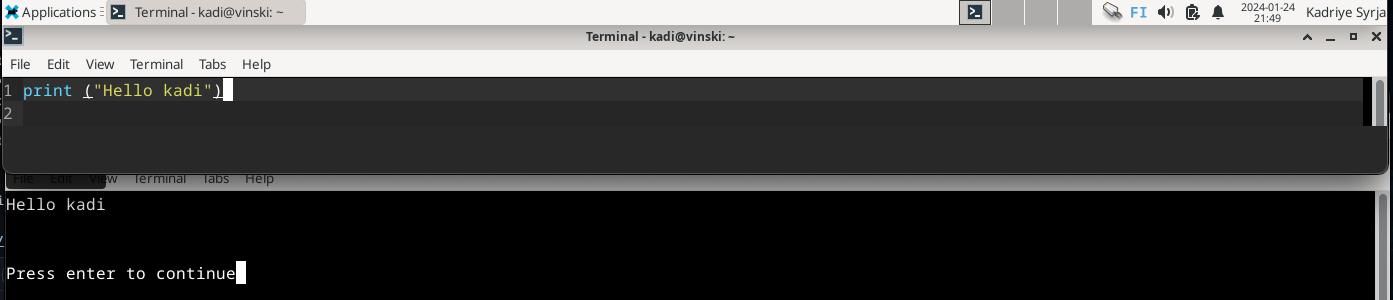 Applications
Terminal - kadi@vinski: ~
FI
2024-01-24
21:49
Kadriye Syrja
Terminal - kadi@vinski: ~
File Edit View Terminal Tabs Help
1 print ("Hello kadi")
2
File Edit View Terminal Tabs Help
Hello kadi
Press enter to continue